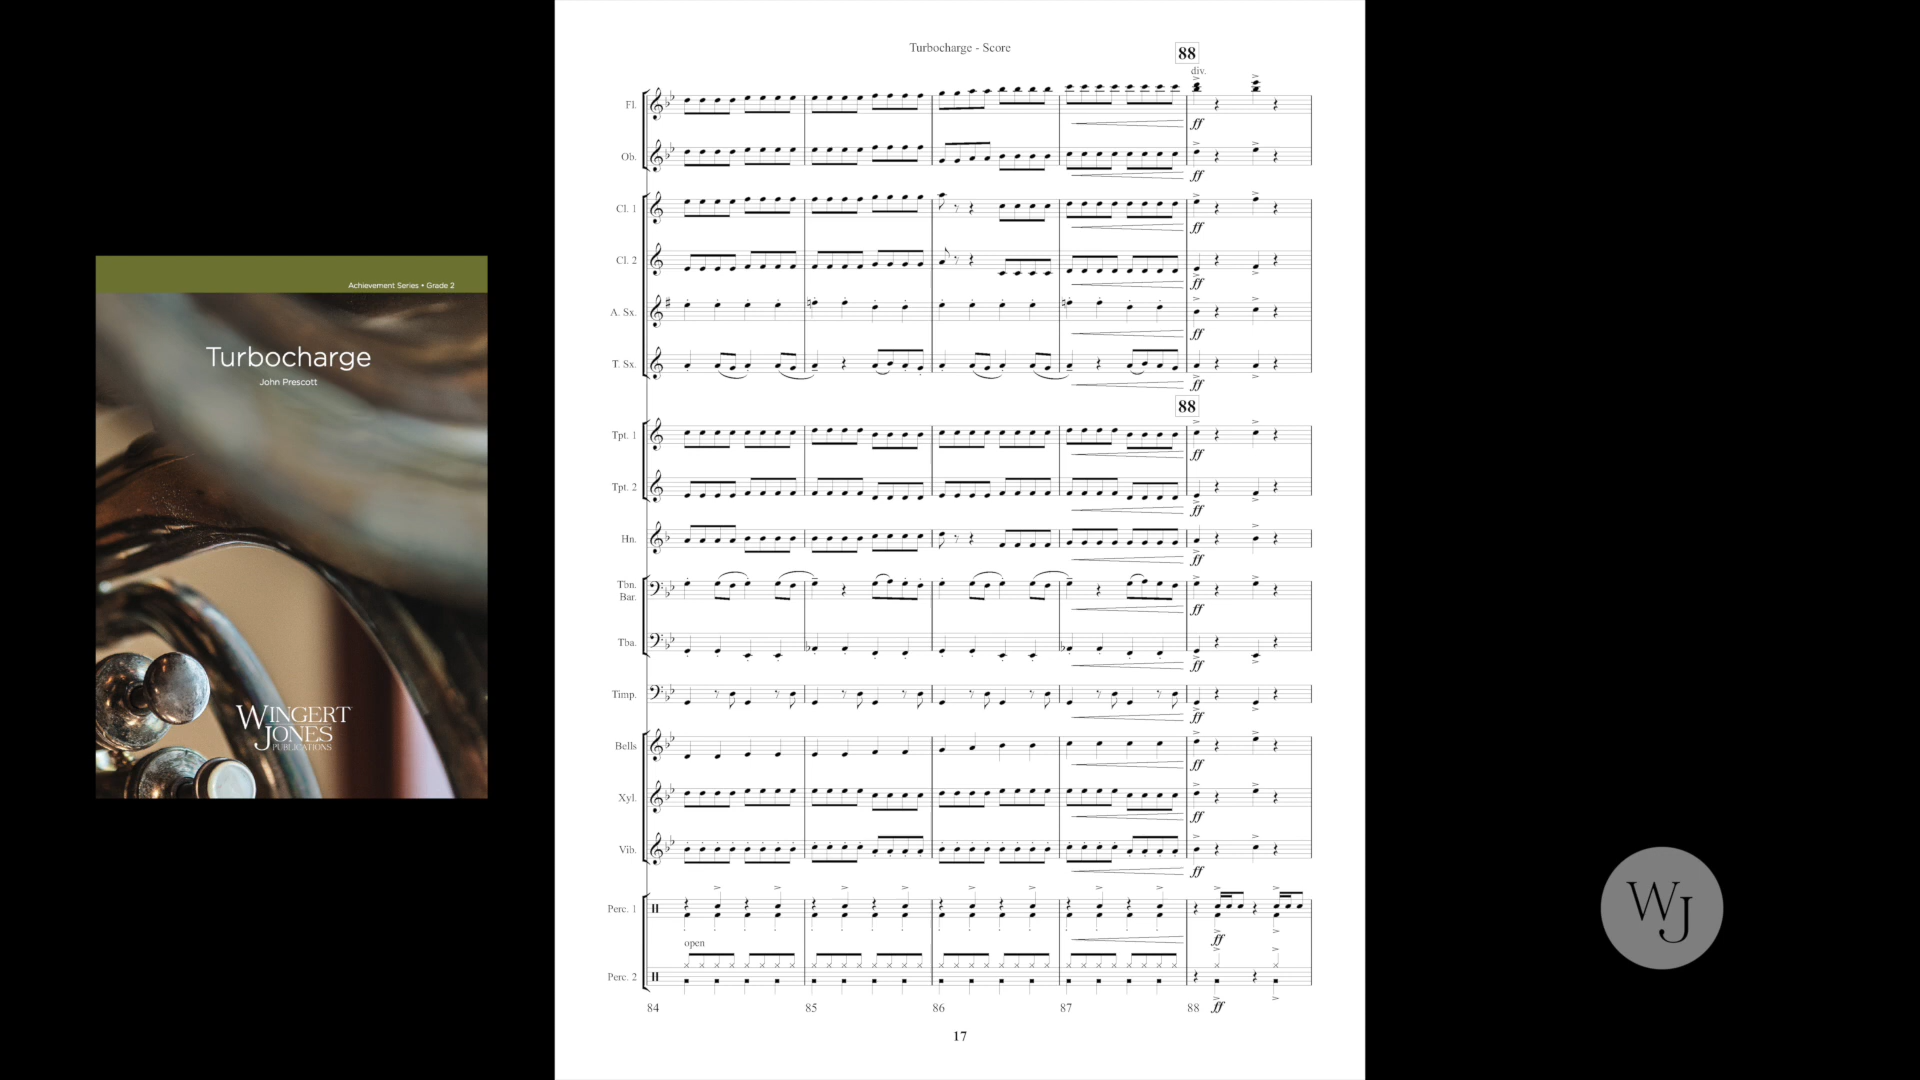 Achievement Series • Grade 2
Turbocharge
John Prescott
WINGERT
JONES
PUBLICATIONS
Turbocharge - Score
88
div.
Fl.
ff
Ob.
ff
Cl. 1
ff
Cl. 2
ff
A. Sx.
ff
T. Sx.
ff
88
Tpt. 1
ff
Tpt. 2
ff
Hn.
ff
Tbn.
Bar.
ff
Tba.
ff
Timp.
ff
Bells
ff
Xyl.
ff
Vib.
ff
Perc. 1
ff
open
Perc. 2
84 85 86 87 88 ff
17
WJ